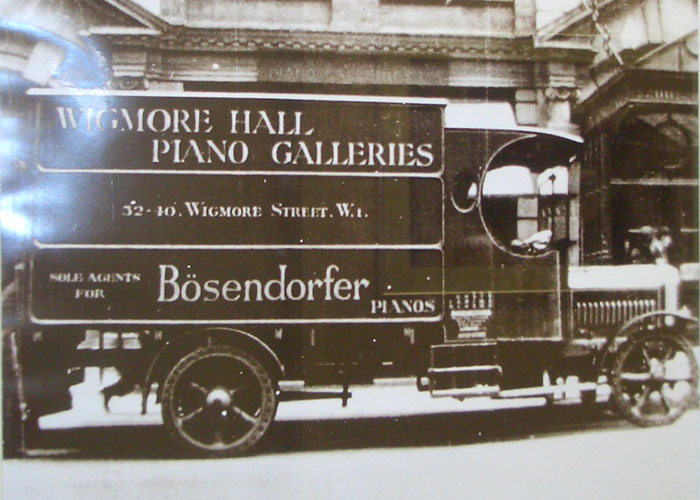 WIGMORE HALL
PIANO GALLERIES
32-40. WIGMORE STREET. W.1.
SOLE AGENTS
FOR
Bösendorfer
PIANOS